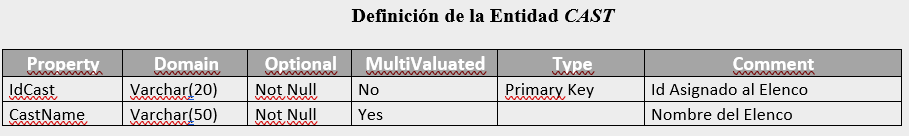 Definición de la Entidad CAST
Property Domain Optional MultiValuated Type Comment
IdCast Varchar(20) Not Null No Primary Key Id Asignado al Elenco
CastName Varchar(50) Not Null Yes Nombre del Elenco